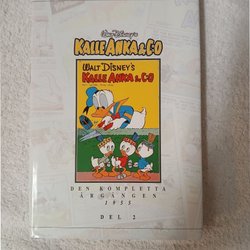 Walt Disney's
KALLE ANKA & CO
WALT DISNEY'S
KALLE ANKA & CO
DEN KOMPLETTA
ÅRGÅNGEN
1955
DEL 2